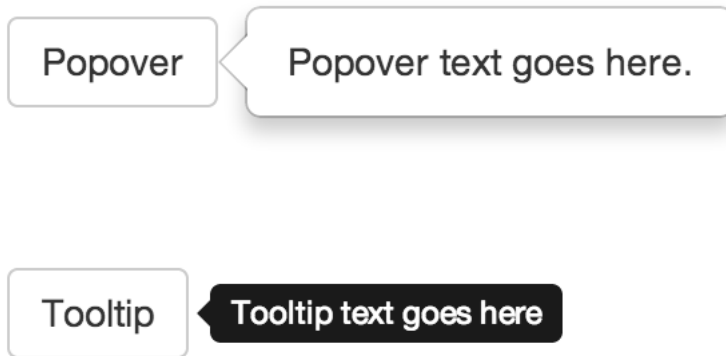 Popover
Popover text goes here.
Tooltip
Tooltip text goes here